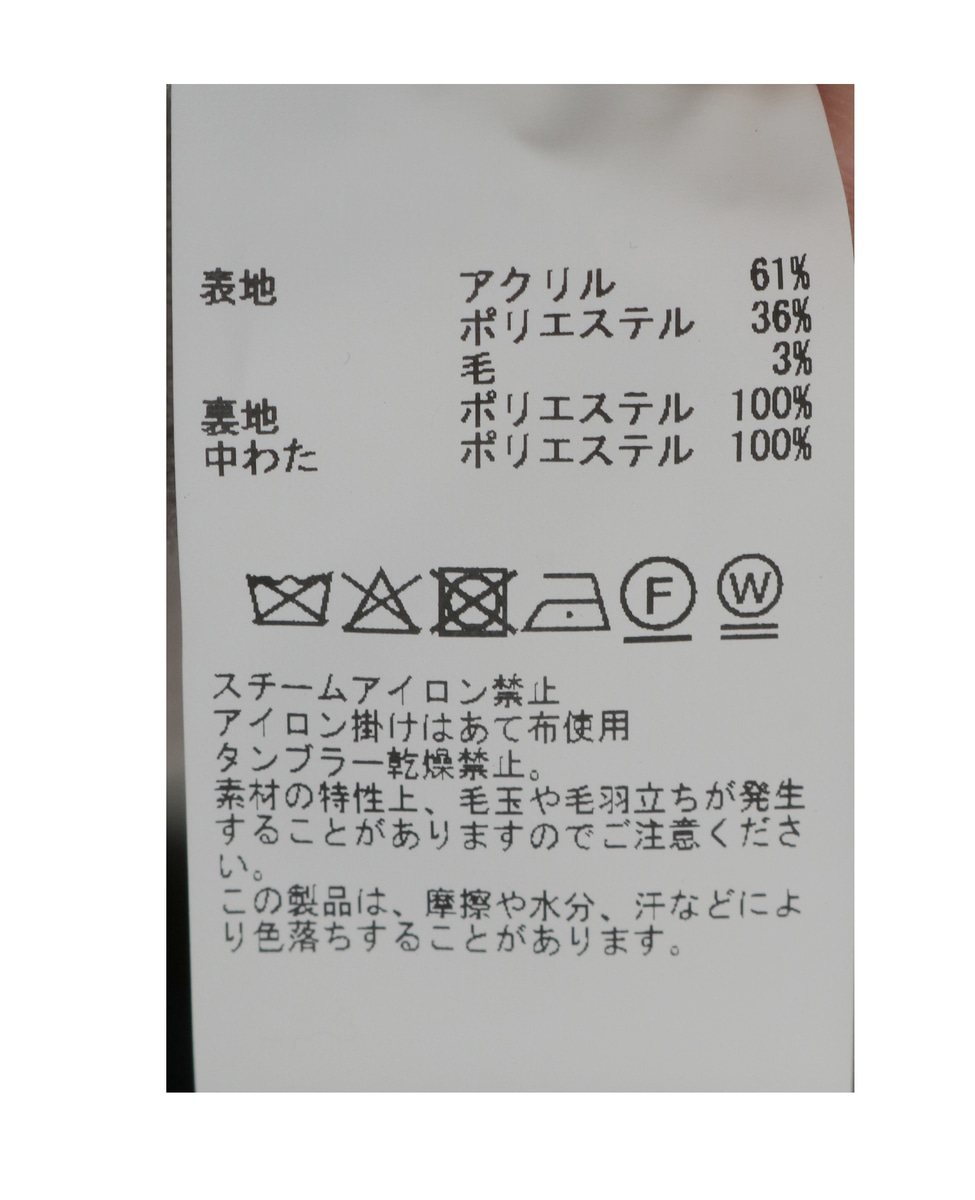 表地 アクリル 61%
ポリエステル 36%
毛 3%
裏地 ポリエステル 100%
中わた ポリエステル 100%
F W
スチームアイロン禁止
アイロン掛けはあて布使用
タンブラー乾燥禁止。
素材の特性上、毛玉や毛羽立ちが発生
することがありますのでご注意くださ
い。
この製品は、摩擦や水分、汗などによ
り色落ちすることがあります。